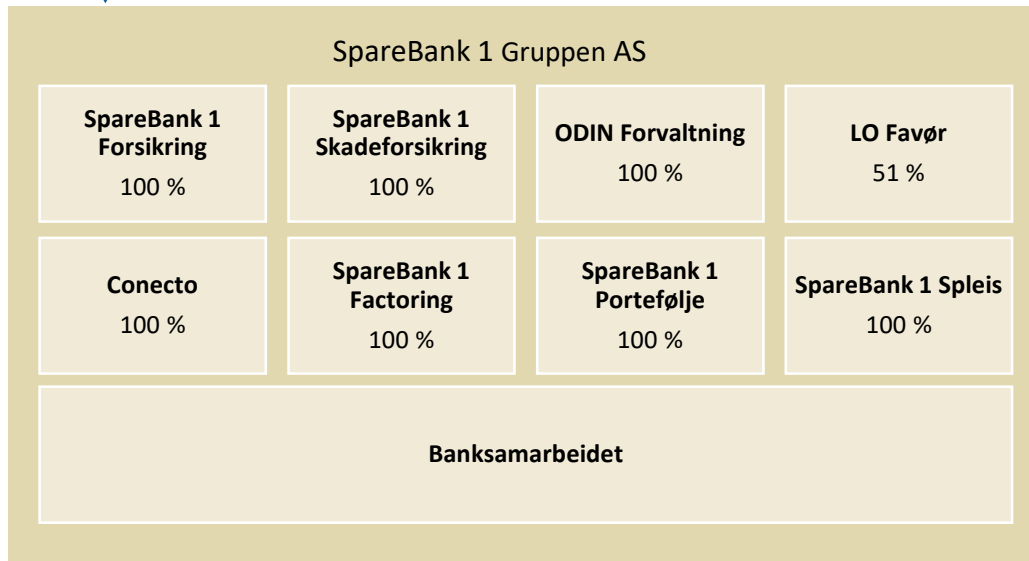 SpareBank 1 Gruppen AS
SpareBank 1
Forsikring
100 %
SpareBank 1
Skadeforsikring
100 %
ODIN Forvaltning
100 %
LO Favør
51 %
Conecto
100 %
SpareBank 1
Factoring
100 %
SpareBank 1
Portefølje
100 %
SpareBank 1 Spleis
100 %
Banksamarbeidet